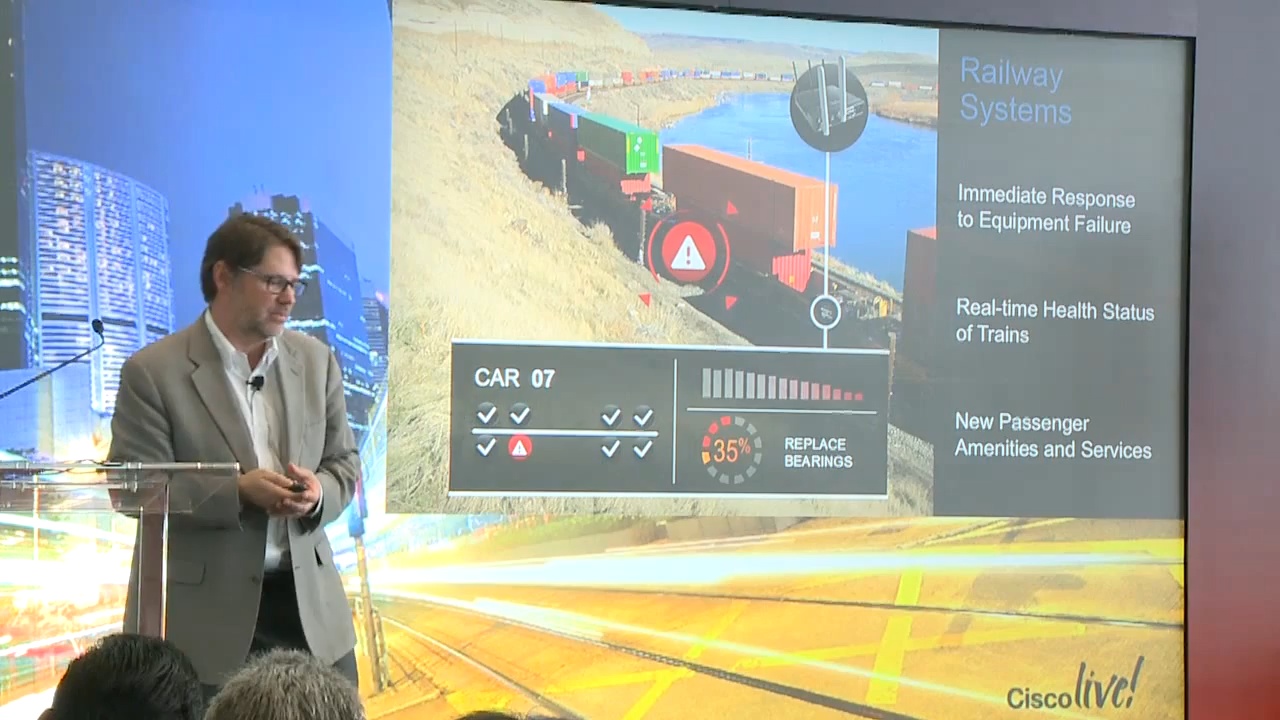 Railway
Systems
Immediate Response
to Equipment Failure
Real-time Health Status
of Trains
New Passenger
Amenities and Services
CAR 07
35%
REPLACE
BEARINGS
Cisco live!